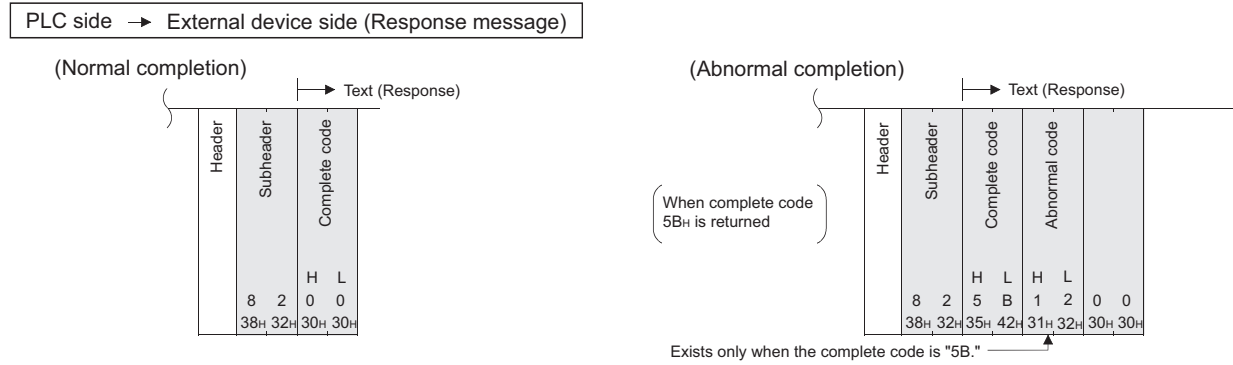 PLC side → External device side (Response message)
(Normal completion)
Text (Response)
Header
Subheader
Complete code
H L
8 2 0 0
38H 32H 30H 30H
(Abnormal completion)
Text (Response)
When complete code
5BH is returned
Header
Subheader
Complete code
Abnormal code
H L H L
8 2 5 B 1 2 0 0
38H 32H 35H 42H 31H 32H 30H 30H
Exists only when the complete code is "5B."